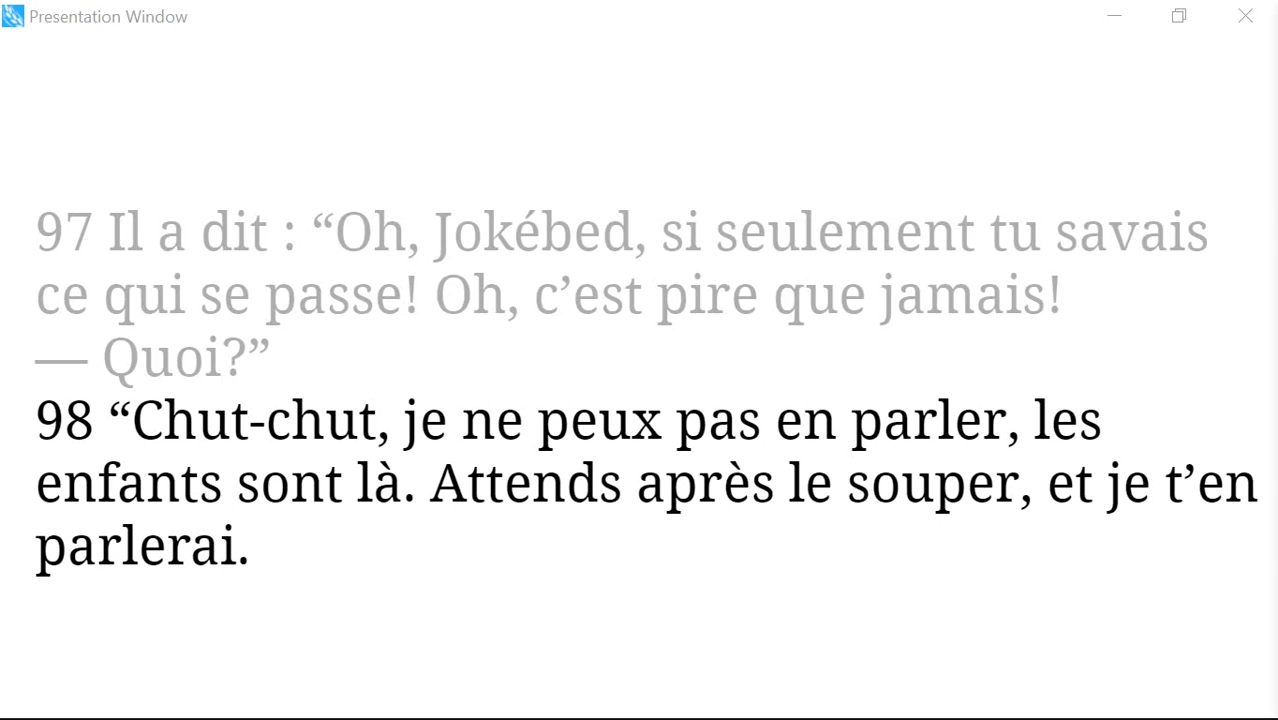 Presentation Window
97 Il a dit : “Oh, Jokébed, si seulement tu savais
ce qui se passe! Oh, c’est pire que jamais!
— Quoi?”
98 “Chut-chut, je ne peux pas en parler, les
enfants sont là. Attends après le souper, et je t’en
parlerai.